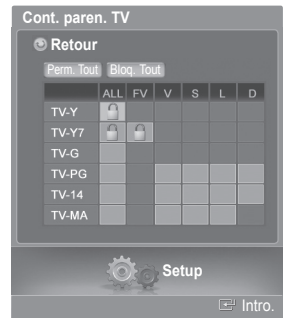 Cont. paren. TV
Retour
Perm. Tout Bloq. Tout
ALL FV V S L D
TV-Y
TV-Y7
TV-G
TV-PG
TV-14
TV-MA
Setup
Intro.